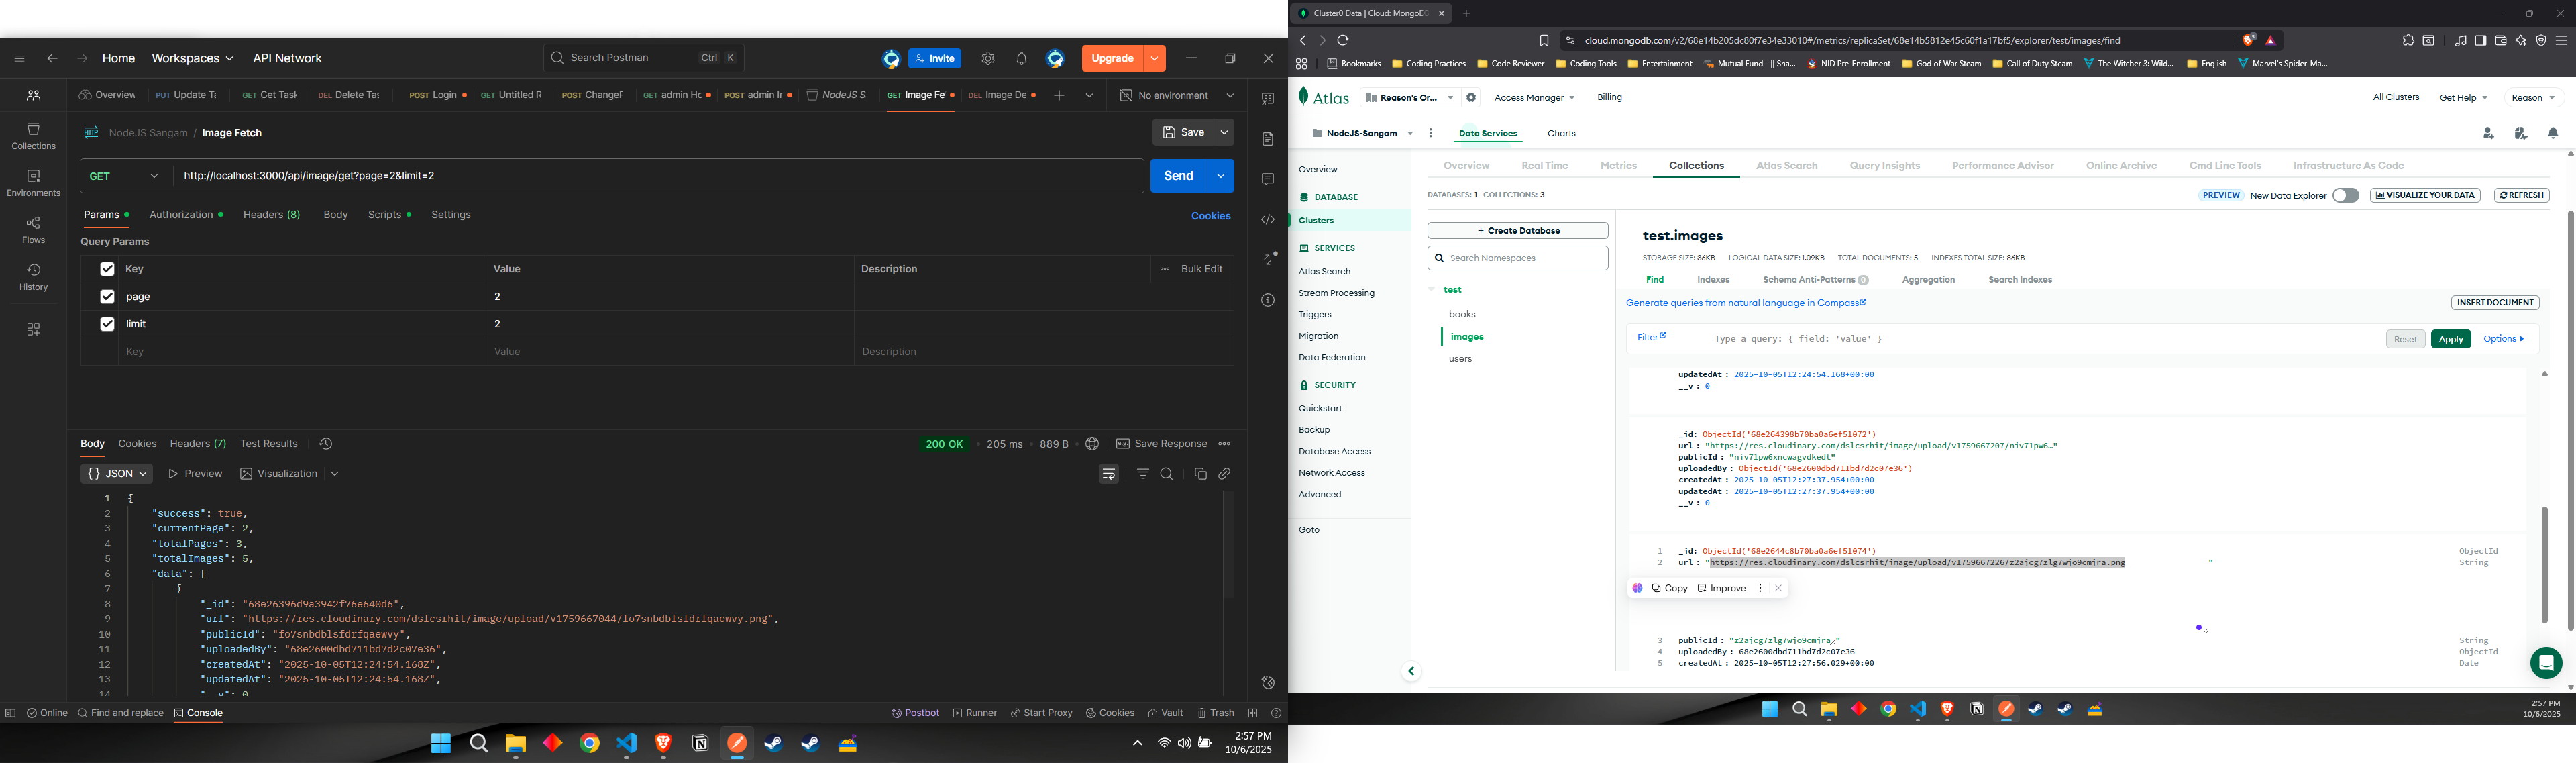 Home
Workspaces
API Network
Search Postman
Ctrl K
Invite
Upgrade
Overview
PUT Update Ta
GET Get Task
DEL Delete Tas
POST Login
GET Untitled R
POST ChangeP
GET admin Ho
POST admin Ir
NodeJS S
GET Image Fe
DEL Image De
No environment
Collections
Environments
Flows
History
HTTP NodeJS Sangam / Image Fetch
Save
GET
http://localhost:3000/api/image/get?page=2&limit=2
Send
Params
Authorization
Headers (8)
Body
Scripts
Settings
Cookies
Query Params
Key Value Description Bulk Edit
page 2
limit 2
Key Value Description
Body
Cookies
Headers (7)
Test Results
200 OK
205 ms
889 B
Save Response
{} JSON
Preview
Visualization
1 {
2 "success": true,
3 "currentPage": 2,
4 "totalPages": 3,
5 "totalImages": 5,
6 "data": [
7 {
8 "_id": "68e26396d9a3942f76e640d6",
9 "url": "https://res.cloudinary.com/dslcsrhit/image/upload/v1759667044/fo7snbdblsfdrfqaewvy.png",
10 "publicId": "fo7snbdblsfdrfqaewvy",
11 "uploadedBy": "68e2600dbd711bd7d2c07e36",
12 "createdAt": "2025-10-05T12:24:54.168Z",
13 "updatedAt": "2025-10-05T12:24:54.168Z",
14 "__v": 0
Online
Find and replace
Console
Postbot
Runner
Start Proxy
Cookies
Vault
Trash
2:57 PM
10/6/2025
Cluster0 Data | Cloud: MongoDB
cloud.mongodb.com/v2/68e14b205dc80f7e34e33010#/metrics/replicaSet/68e14b5812e45c60f1a17bf5/explorer/test/images/find
Bookmarks
Coding Practices
Code Reviewer
Coding Tools
Entertainment
Mutual Fund - || Sha...
NID Pre-Enrollment
God of War Steam
Call of Duty Steam
The Witcher 3: Wild...
English
Marvel's Spider-Ma...
Atlas
Reason's Or...
Access Manager
Billing
All Clusters
Get Help
Reason
NodeJS-Sangam
Data Services
Charts
Overview
DATABASE
Clusters
SERVICES
Atlas Search
Stream Processing
Triggers
Migration
Data Federation
SECURITY
Quickstart
Backup
Database Access
Network Access
Advanced
Goto
Overview
Real Time
Metrics
Collections
Atlas Search
Query Insights
Performance Advisor
Online Archive
Cmd Line Tools
Infrastructure As Code
DATABASES: 1 COLLECTIONS: 3
PREVIEW New Data Explorer
VISUALIZE YOUR DATA
REFRESH
+ Create Database
Search Namespaces
test
books
images
users
test.images
STORAGE SIZE: 36KB LOGICAL DATA SIZE: 1.09KB TOTAL DOCUMENTS: 5 INDEXES TOTAL SIZE: 36KB
Find
Indexes
Schema Anti-Patterns 0
Aggregation
Search Indexes
Generate queries from natural language in Compass
INSERT DOCUMENT
Filter
Type a query: { field: 'value' }
Reset
Apply
Options
updatedAt : 2025-10-05T12:24:54.168+00:00
__v : 0
_id: ObjectId('68e264398b70ba0a6ef51072')
url : "https://res.cloudinary.com/dslcsrhit/image/upload/v1759667207/niv71pw6…"
publicId : "niv71pw6xncwagvdkedt"
uploadedBy : ObjectId('68e2600dbd711bd7d2c07e36')
createdAt : 2025-10-05T12:27:37.954+00:00
updatedAt : 2025-10-05T12:27:37.954+00:00
__v : 0
1 _id: ObjectId('68e2644c8b70ba0a6ef51074') ObjectId
2 url : "https://res.cloudinary.com/dslcsrhit/image/upload/v1759667226/z2ajcg7zlg7wjo9cmjra.png " String
Copy
Improve
3 publicId : "z2ajcg7zlg7wjo9cmjra" String
4 uploadedBy : 68e2600dbd711bd7d2c07e36 ObjectId
5 createdAt : 2025-10-05T12:27:56.029+00:00 Date
2:57 PM
10/6/2025